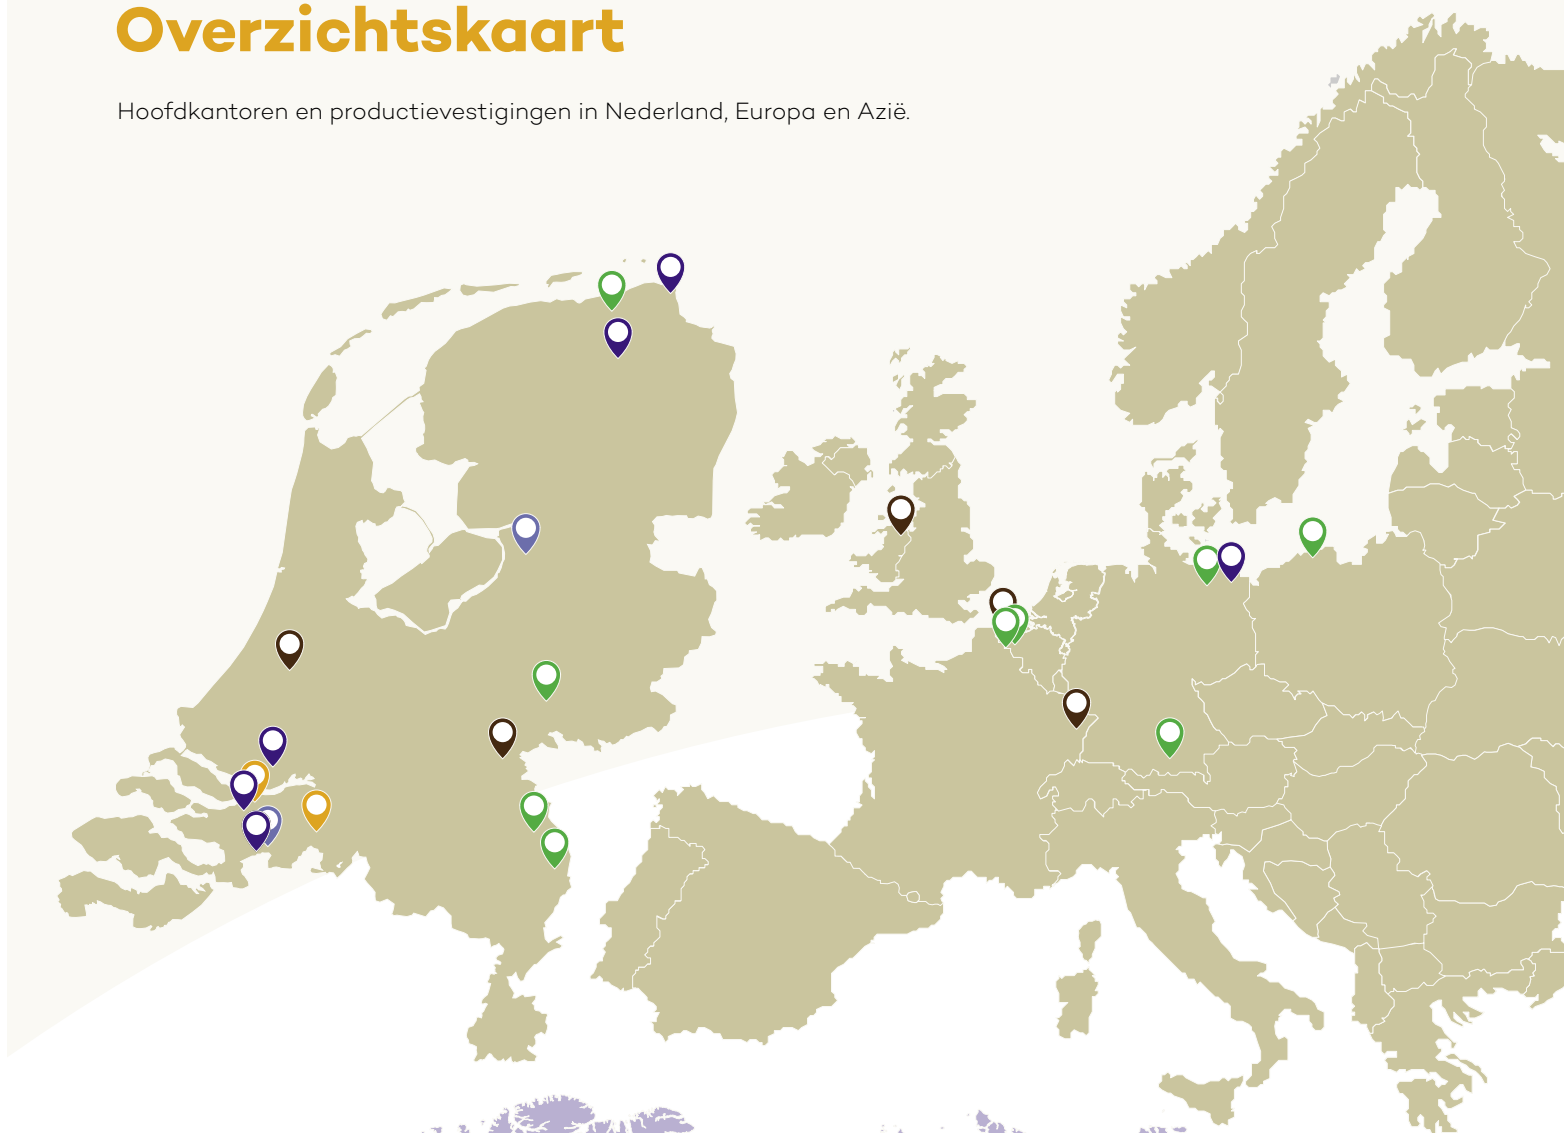 Overzichtskaart
Hoofdkantoren en productievestigingen in Nederland, Europa en Azië.